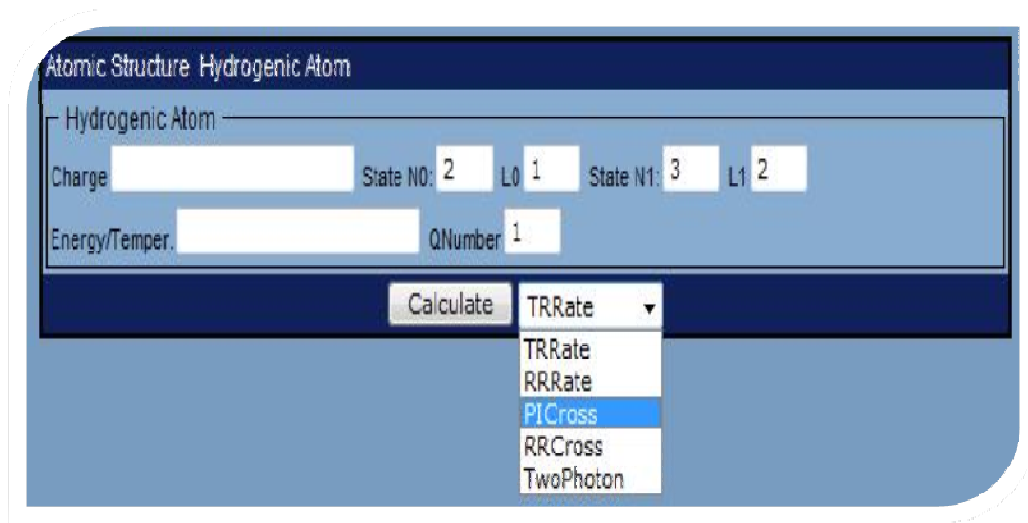 Atomic Structure Hydrogenic Atom
Hydrogenic Atom
Charge State N0: 2 L0 1 State N1: 3 L1 2
Energy/Temper. QNumber 1
Calculate TRRate
TRRate
RRRate
PICross
RRCross
TwoPhoton